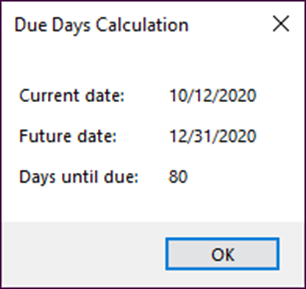 Due Days Calculation
Current date: 10/12/2020
Future date: 12/31/2020
Days until due: 80
OK